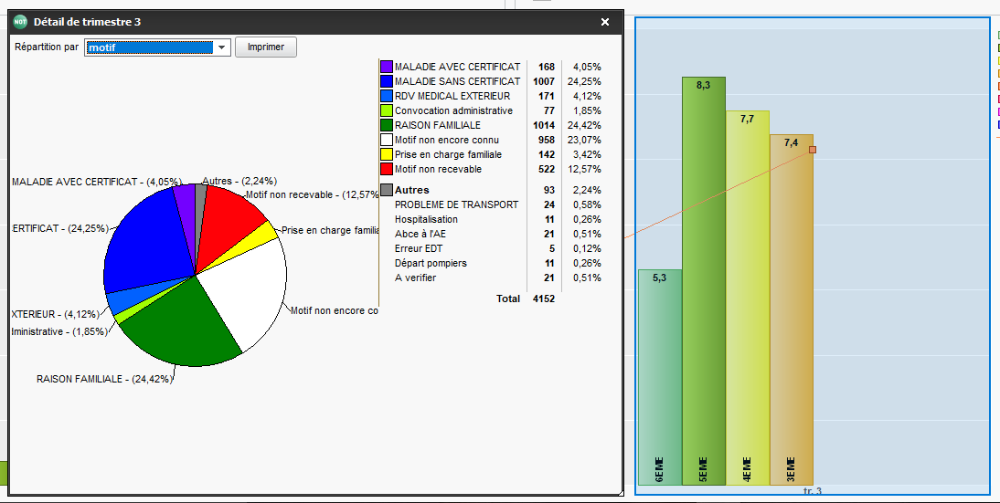 NOT Détail de trimestre 3
Répartition par motif Imprimer
MALADIE AVEC CERTIFICAT 168 4,05%
MALADIE SANS CERTIFICAT 1007 24,25%
RDV MEDICAL EXTERIEUR 171 4,12%
Convocation administrative 77 1,85%
RAISON FAMILIALE 1014 24,42%
Motif non encore connu 958 23,07%
Prise en charge familiale 142 3,42%
Motif non recevable 522 12,57%
Autres 93 2,24%
PROBLEME DE TRANSPORT 24 0,58%
Hospitalisation 11 0,26%
Abce à l'AE 21 0,51%
Erreur EDT 5 0,12%
Départ pompiers 11 0,26%
A verifier 21 0,51%
Total 4152
MALADIE AVEC CERTIFICAT - (4,05%)
Autres - (2,24%)
Motif non recevable - (12,57%
ERTIFICAT - (24,25%)
Prise en charge familia
XTERIEUR - (4,12%)
Motif non encore co
lministrative - (1,85%)
RAISON FAMILIALE - (24,42%)
8,3
7,7
7,4
5,3
6EME
5EME
4EME
3EME
tr. 3